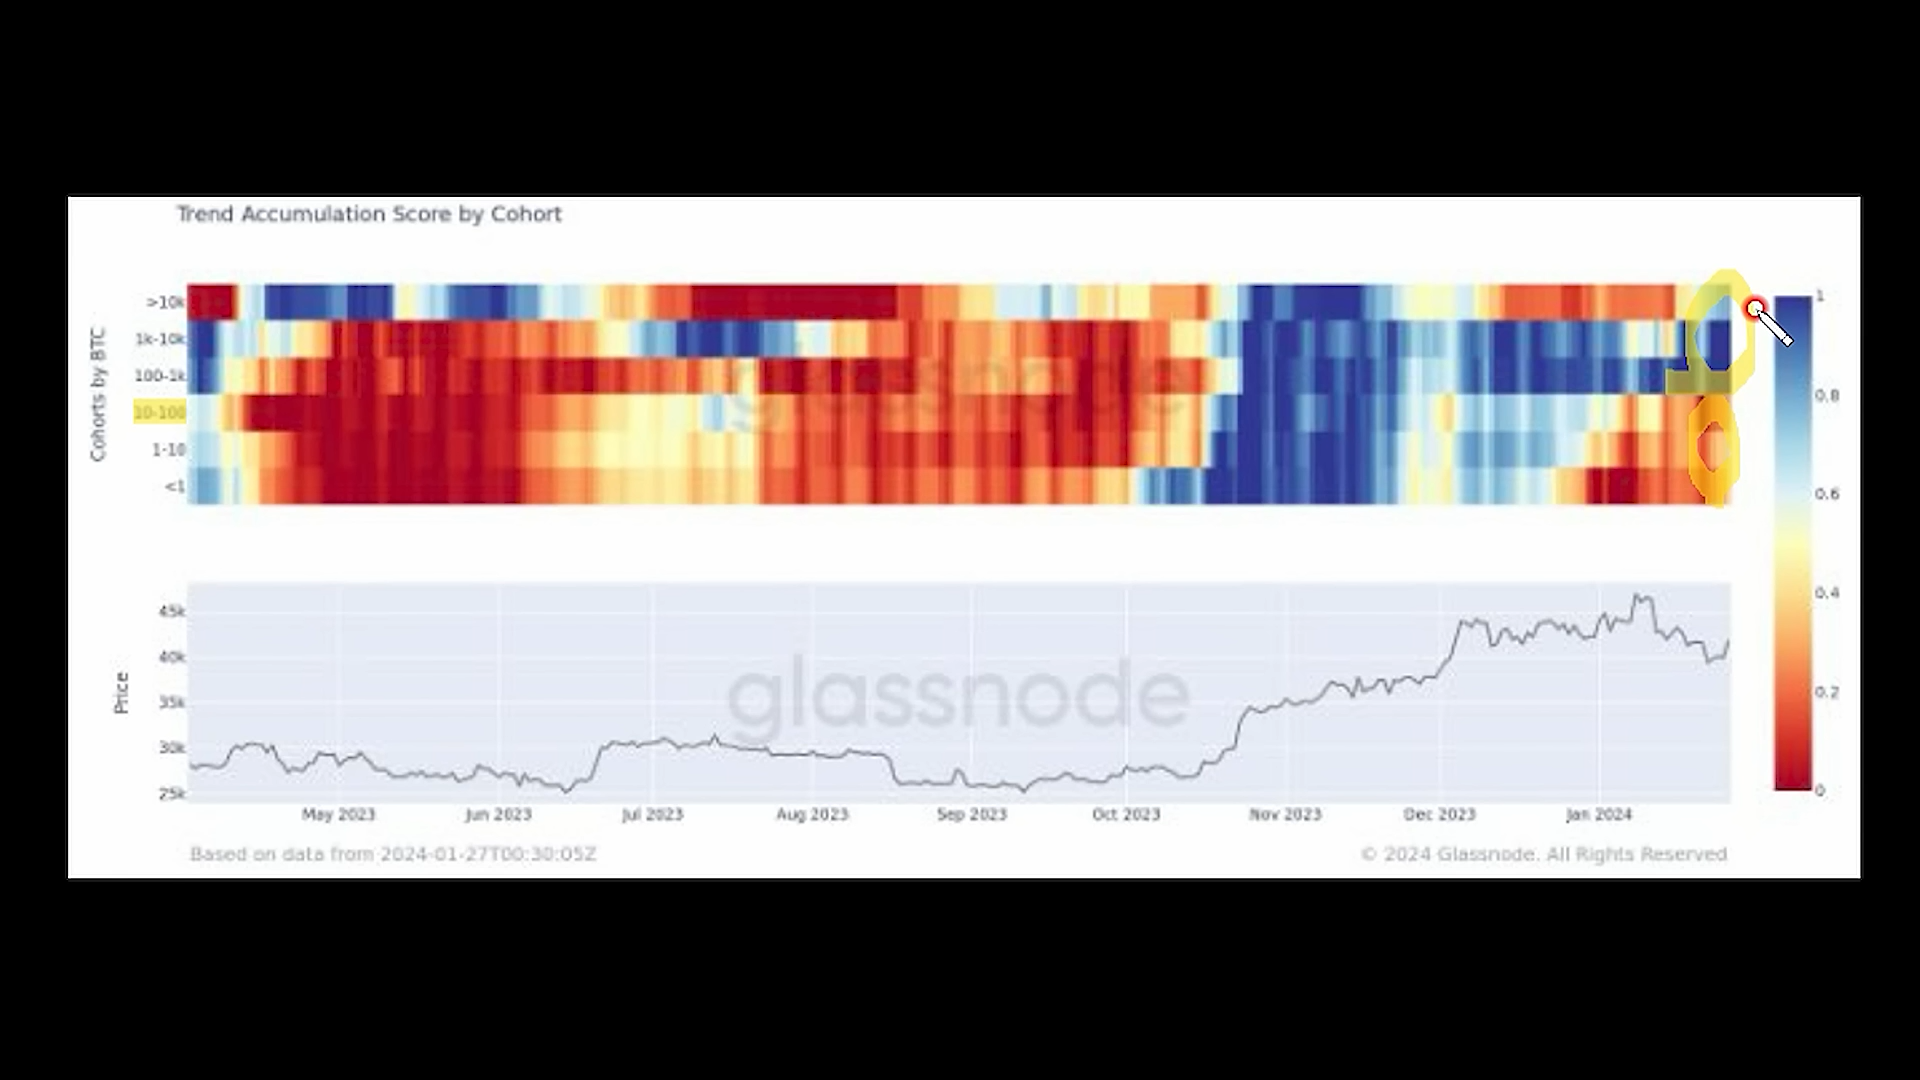 Trend Accumulation Score by Cohort
Cohorts by BTC
>10k
1k-10k
100-1k
10-100
1-10
<1
glassnode
1
0.8
0.6
0.4
0.2
0
Price
45k
40k
35k
30k
25k
glassnode
May 2023 Jun 2023 Jul 2023 Aug 2023 Sep 2023 Oct 2023 Nov 2023 Dec 2023 Jan 2024
Based on data from 2024-01-27T00:30:05Z
© 2024 Glassnode. All Rights Reserved